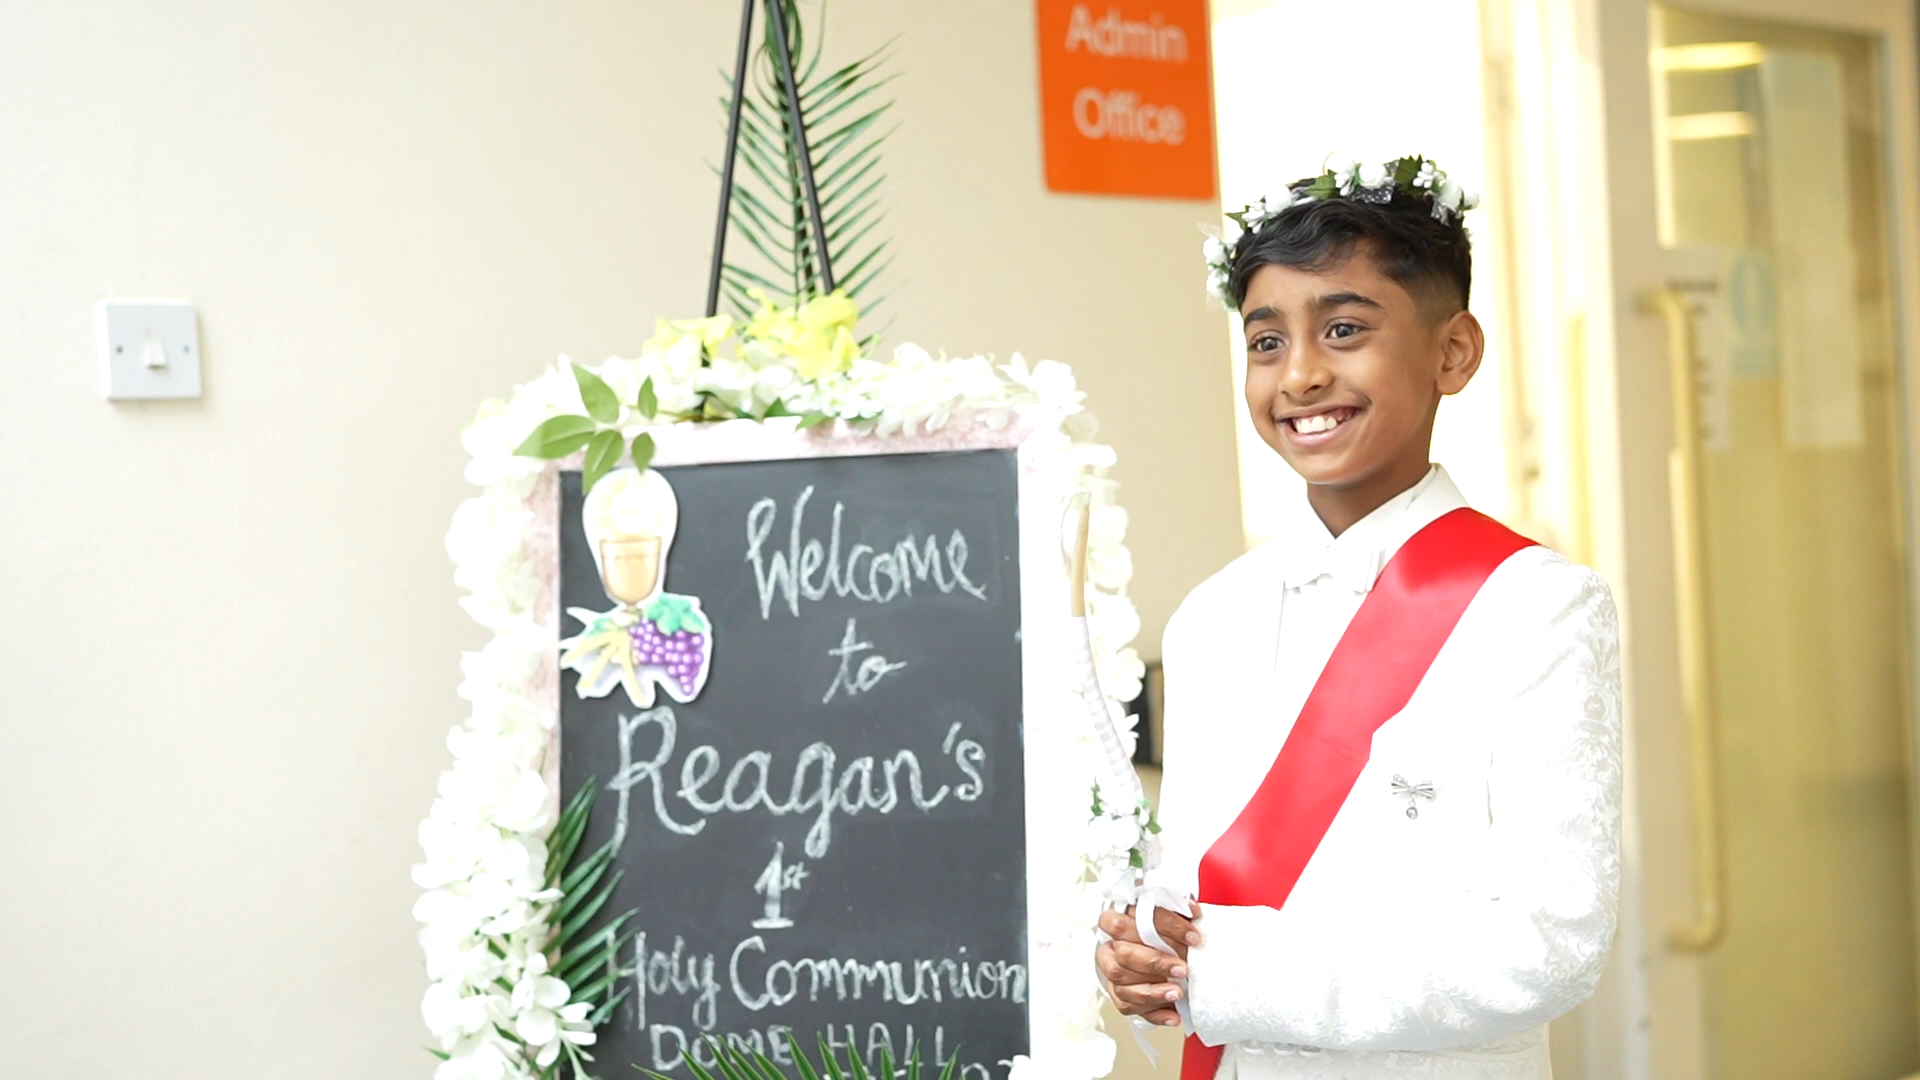 Admin
Office
Welcome
to
Reagan's
1st
Holy Communion
DOME HALL